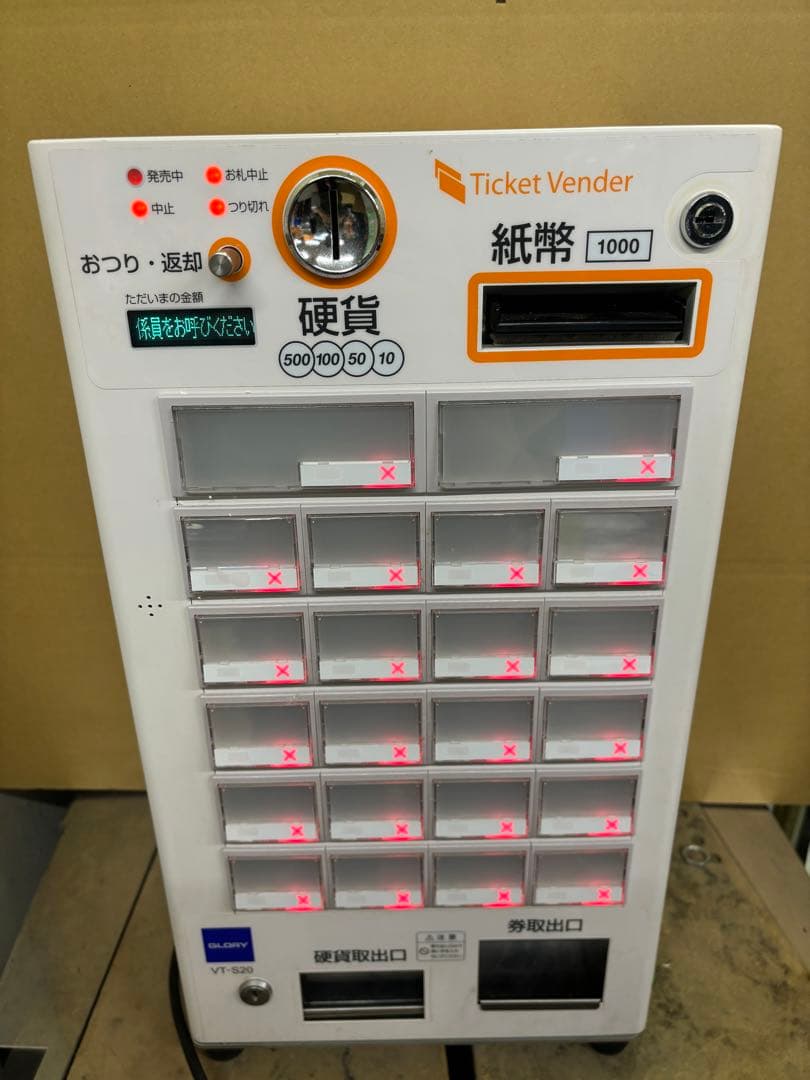 発売中
お札中止
中止
つり切れ
おつり・返却
ただいまの金額
係員をお呼びください
硬貨
500 100 50 10
Ticket Vender
紙幣 1000
GLORY
VT-S20
硬貨取出口
注意
券取出口